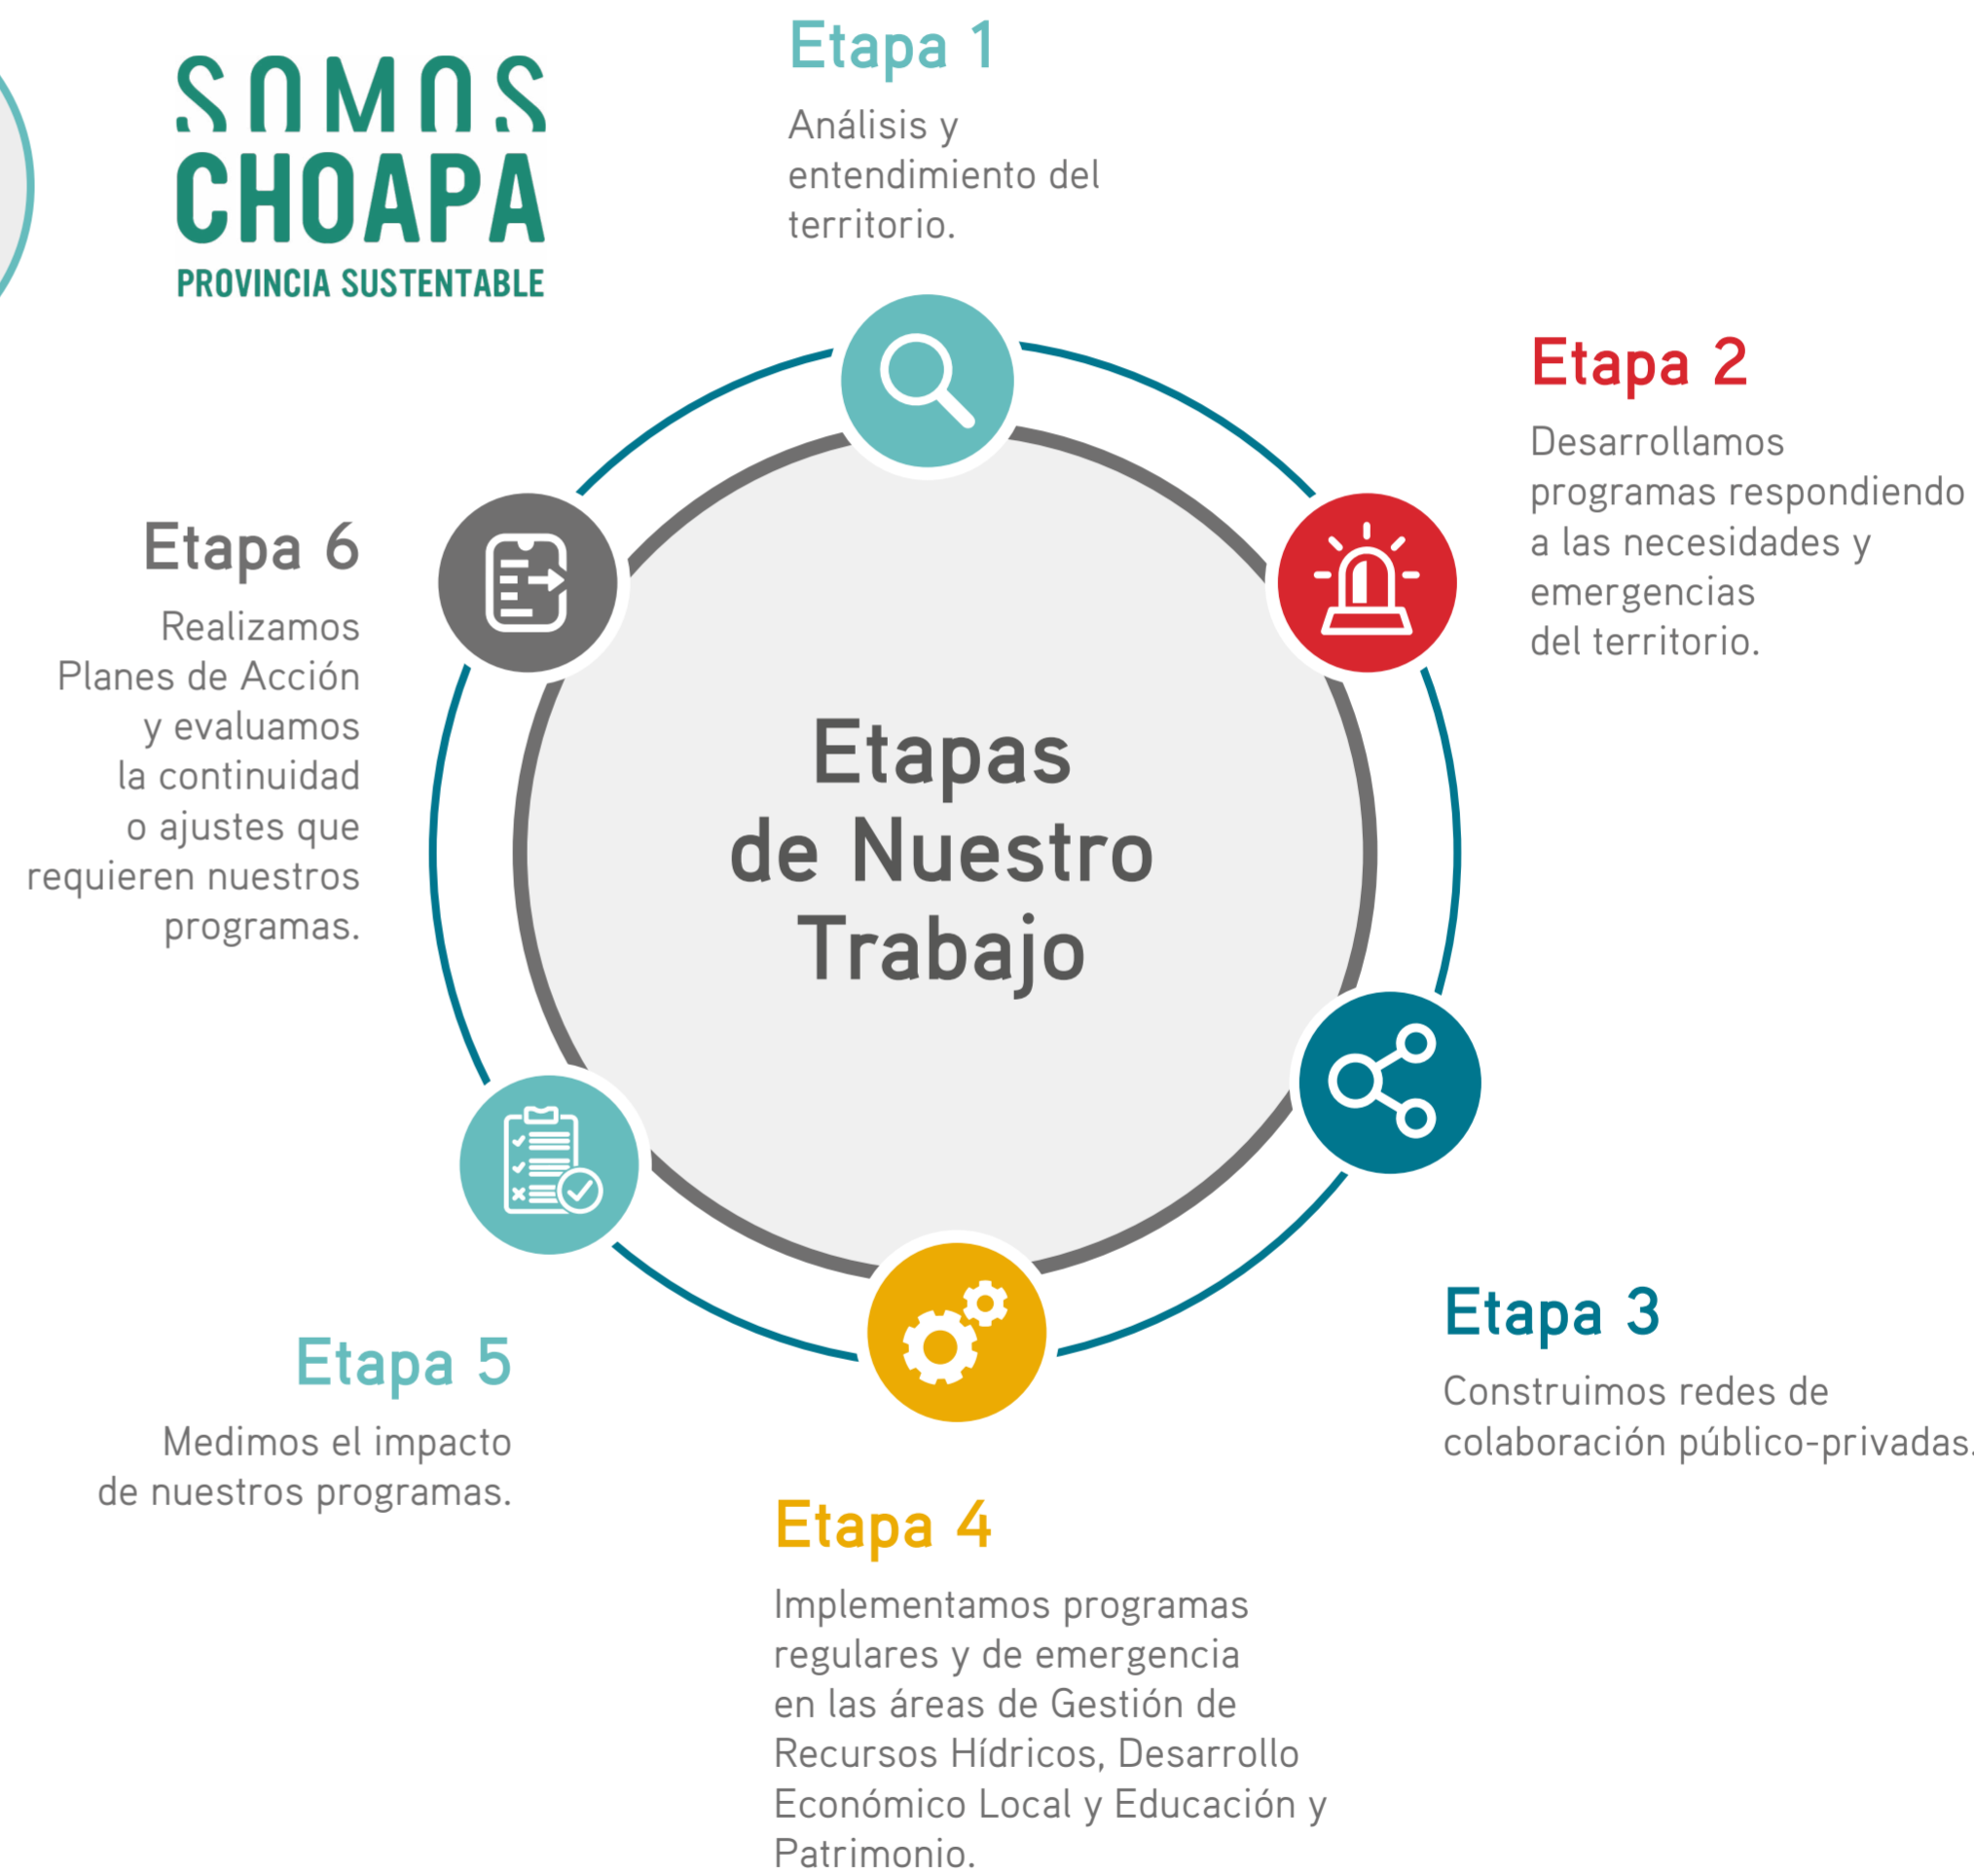 SOMOS
CHOAPA
PROVINCIA SUSTENTABLE
Etapa 1
Análisis y
entendimiento del
territorio.
Etapa 2
Desarrollamos
programas respondiendo
a las necesidades y
emergencias
del territorio.
Etapa 6
Realizamos
Planes de Acción
y evaluamos
la continuidad
o ajustes que
requieren nuestros
programas.
Etapas
de Nuestro
Trabajo
Etapa 3
Construimos redes de
colaboración público-privadas.
Etapa 5
Medimos el impacto
de nuestros programas.
Etapa 4
Implementamos programas
regulares y de emergencia
en las áreas de Gestión de
Recursos Hídricos, Desarrollo
Económico Local y Educación y
Patrimonio.